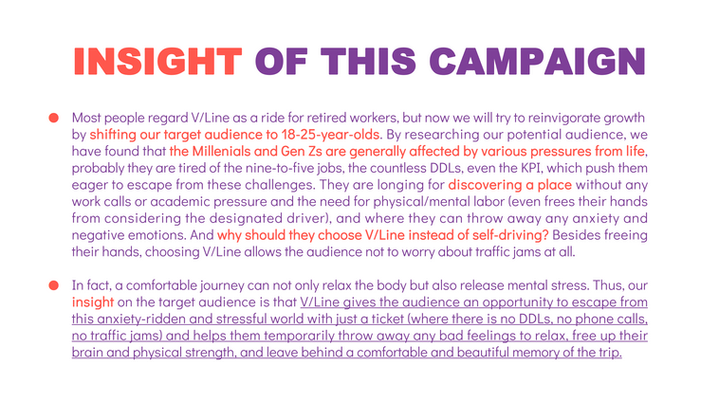 INSIGHT OF THIS CAMPAIGN
Most people regard V/Line as a ride for retired workers, but now we will try to reinvigorate growth
by shifting our target audience to 18-25-year-olds. By researching our potential audience, we
have found that the Millenials and Gen Zs are generally affected by various pressures from life,
probably they are tired of the nine-to-five jobs, the countless DDLs, even the KPI, which push them
eager to escape from these challenges. They are longing for discovering a place without any
work calls or academic pressure and the need for physical/mental labor (even frees their hands
from considering the designated driver), and where they can throw away any anxiety and
negative emotions. And why should they choose V/Line instead of self-driving? Besides freeing
their hands, choosing V/Line allows the audience not to worry about traffic jams at all.
In fact, a comfortable journey can not only relax the body but also release mental stress. Thus, our
insight on the target audience is that V/Line gives the audience an opportunity to escape from
this anxiety-ridden and stressful world with just a ticket (where there is no DDLs, no phone calls,
no traffic jams) and helps them temporarily throw away any bad feelings to relax, free up their
brain and physical strength, and leave behind a comfortable and beautiful memory of the trip.